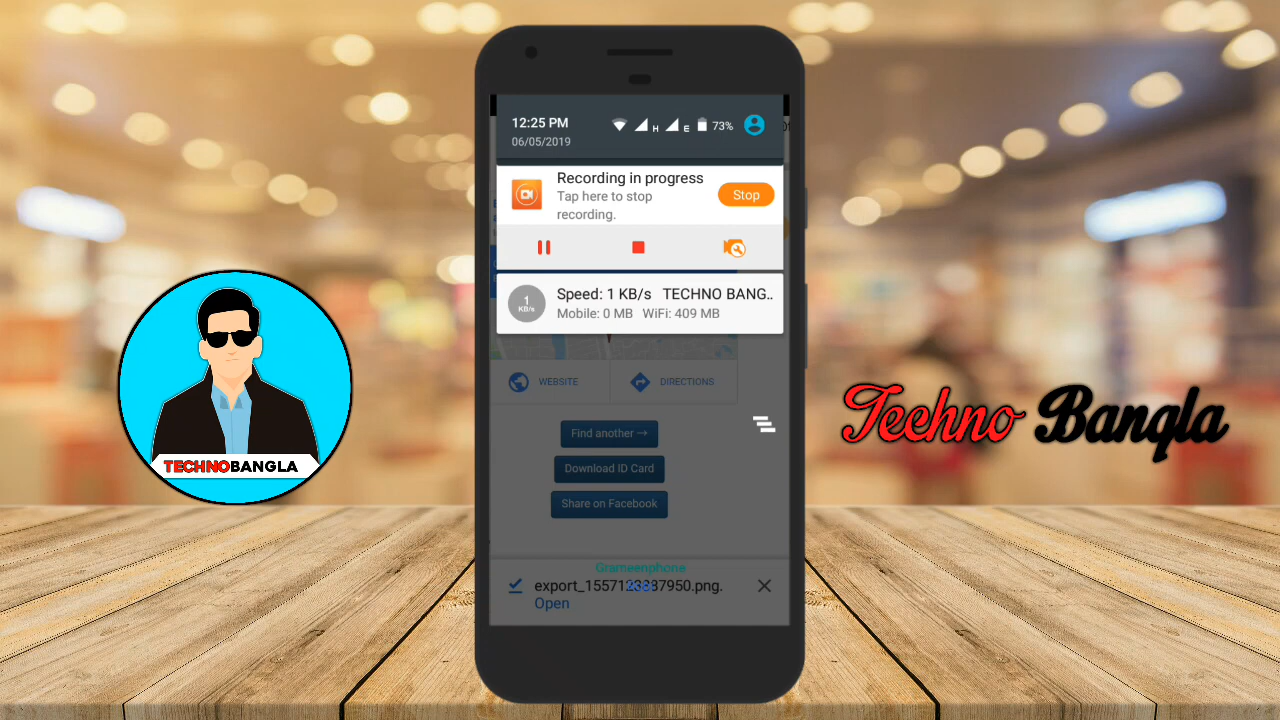 12:25 PM
H
E
73%
06/05/2019
Recording in progress
Tap here to stop
recording.
Stop
1
KB/s
Speed: 1 KB/s TECHNO BANG..
Mobile: 0 MB WiFi: 409 MB
WEBSITE
DIRECTIONS
Find another →
Download ID Card
Share on Facebook
Grameenphone
Open
TECHNOBANGLA
Techno Bangla